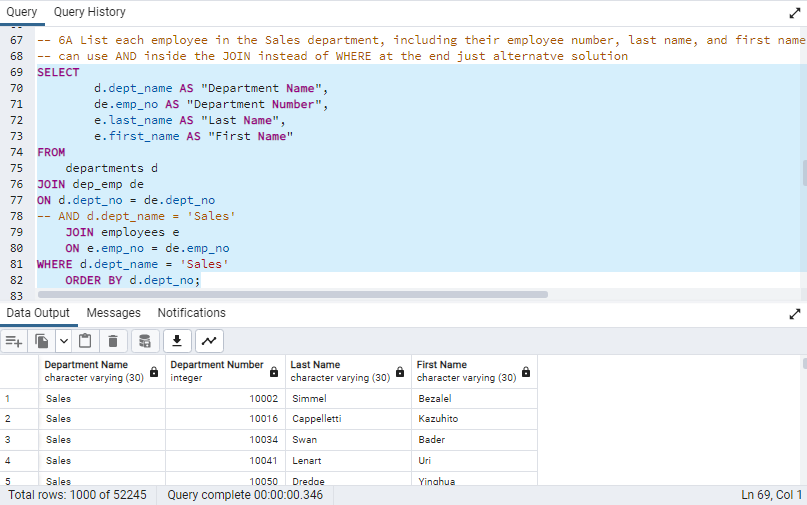 Query Query History
67 -- 6A List each employee in the Sales department, including their employee number, last name, and first name
68 -- can use AND inside the JOIN instead of WHERE at the end just alternatve solution
69 SELECT
70 d.dept_name AS "Department Name",
71 de.emp_no AS "Department Number",
72 e.last_name AS "Last Name",
73 e.first_name AS "First Name"
74 FROM
75 departments d
76 JOIN dep_emp de
77 ON d.dept_no = de.dept_no
78 -- AND d.dept_name = 'Sales'
79 JOIN employees e
80 ON e.emp_no = de.emp_no
81 WHERE d.dept_name = 'Sales'
82 ORDER BY d.dept_no;
83
Data Output Messages Notifications
Department Name Department Number Last Name First Name
character varying (30) integer character varying (30) character varying (30)
1 Sales 10002 Simmel Bezalel
2 Sales 10016 Cappelletti Kazuhito
3 Sales 10034 Swan Bader
4 Sales 10041 Lenart Uri
5 Sales 10050 Dredge Yinghua
Total rows: 1000 of 52245 Query complete 00:00:00.346 Ln 69, Col 1